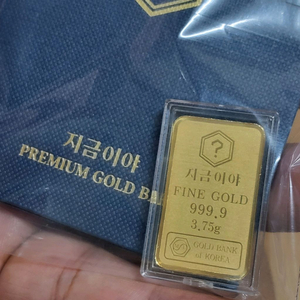 지금이야
PREMIUM GOLD BA
?
지금이야
FINE GOLD
999.9
3.75g
GOLD BANK
of KOREA